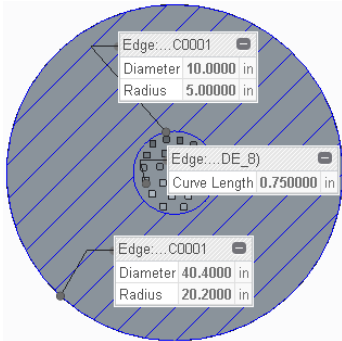 Edge:...C0001
Diameter 10.0000 in
Radius 5.00000 in
Edge:...DE_8)
Curve Length 0.750000 in
Edge:...C0001
Diameter 40.4000 in
Radius 20.2000 in